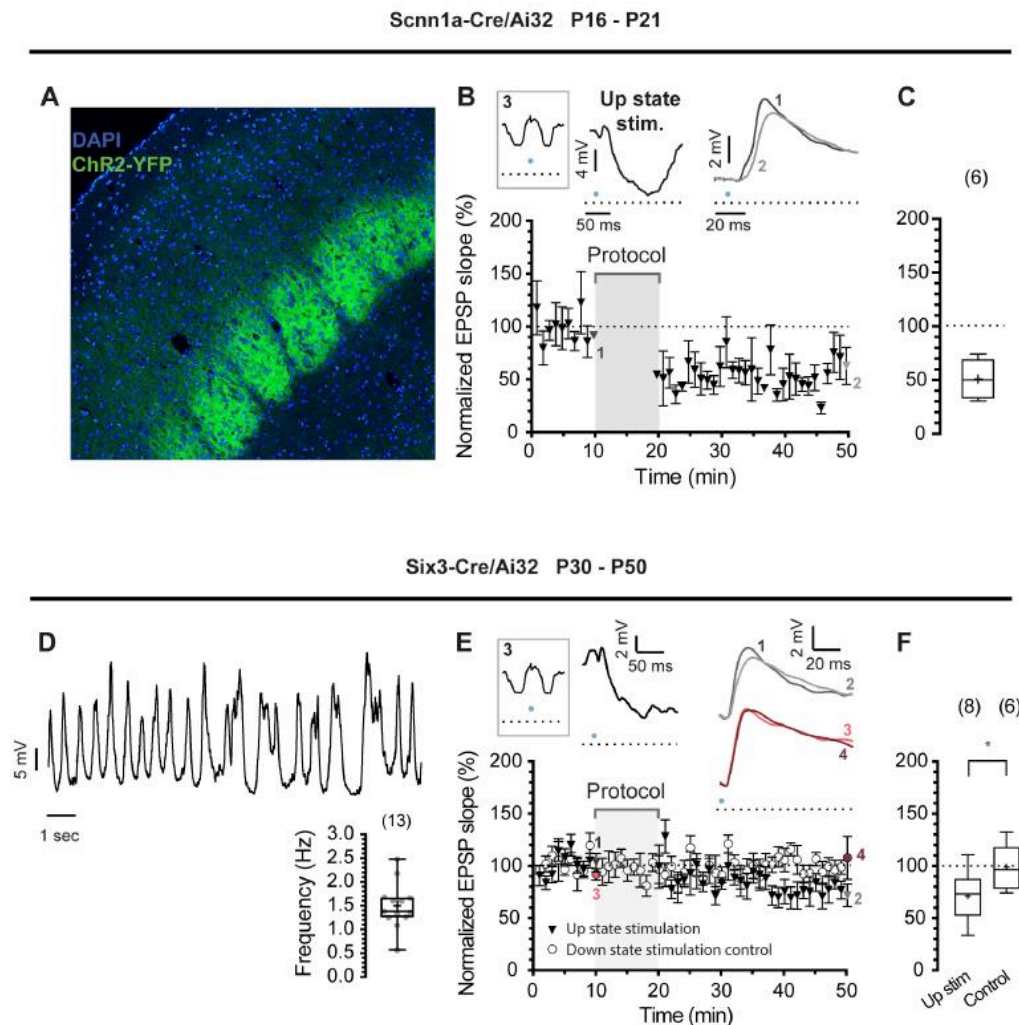 Scnn1a-Cre/Ai32 P16 - P21
A
DAPI
ChR2-YFP
B
3
Up state
stim.
4 mV
50 ms
1
2
2 mV
20 ms
Normalized EPSP slope (%)
200
150
100
50
0
Protocol
1
2
0 10 20 30 40 50
Time (min)
C
(6)
200
150
100
50
0
Six3-Cre/Ai32 P30 - P50
D
5 mV
1 sec
(13)
Frequency (Hz)
3.0
2.5
2.0
1.5
1.0
0.5
0.0
E
3
2 mV
50 ms
2 mV
20 ms
1
2
3
4
Normalized EPSP slope (%)
200
150
100
50
0
Protocol
1
3
4
2
Up state stimulation
Down state stimulation control
0 10 20 30 40 50
Time (min)
F
(8) (6)
*
200
150
100
50
0
Up stim
Control